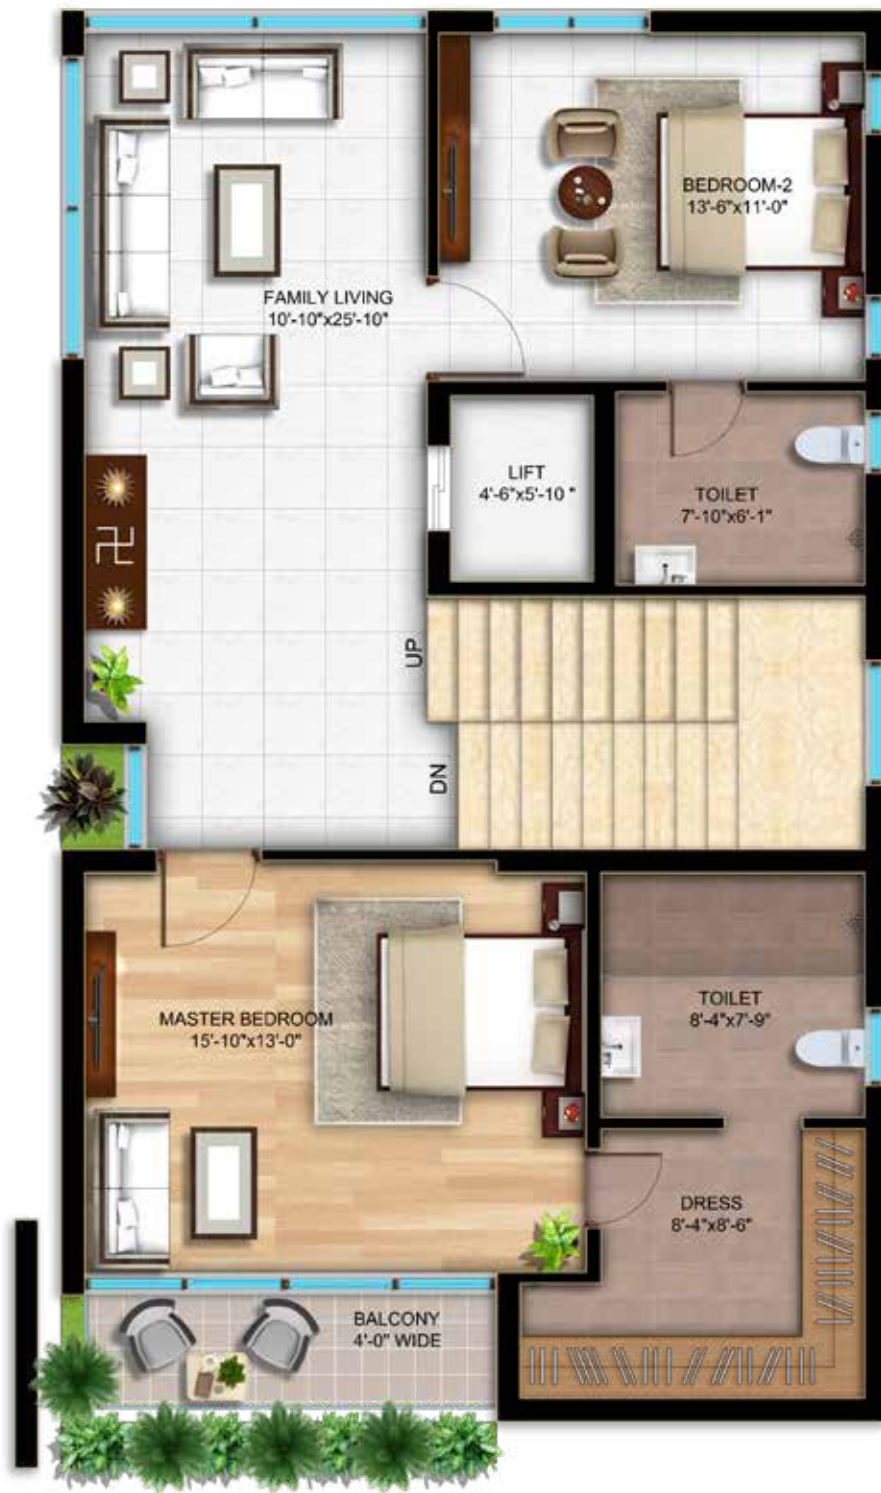 BEDROOM-2
13'-6"x11'-0"
FAMILY LIVING
10'-10"x25'-10"
LIFT
4'-6"x5'-10 "
TOILET
7'-10"x6'-1"
UP
DN
MASTER BEDROOM
15'-10"x13'-0"
TOILET
8'-4"x7'-9"
DRESS
8'-4"x8'-6"
BALCONY
4'-0" WIDE